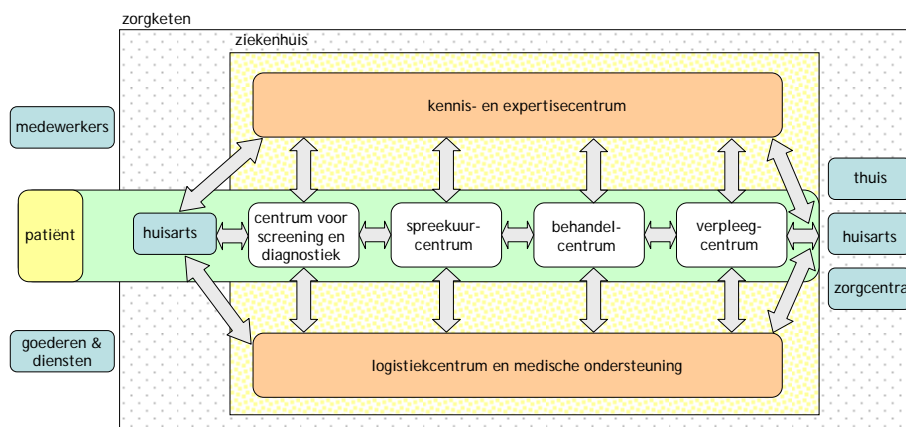 zorgketen
ziekenhuis
kennis- en expertisecentrum
medewerkers
thuis
patiënt
huisarts
centrum voor
screening en
diagnostiek
spreekuur-
centrum
behandel-
centrum
verpleeg-
centrum
huisarts
zorgcentra
goederen &
diensten
logistiekcentrum en medische ondersteuning